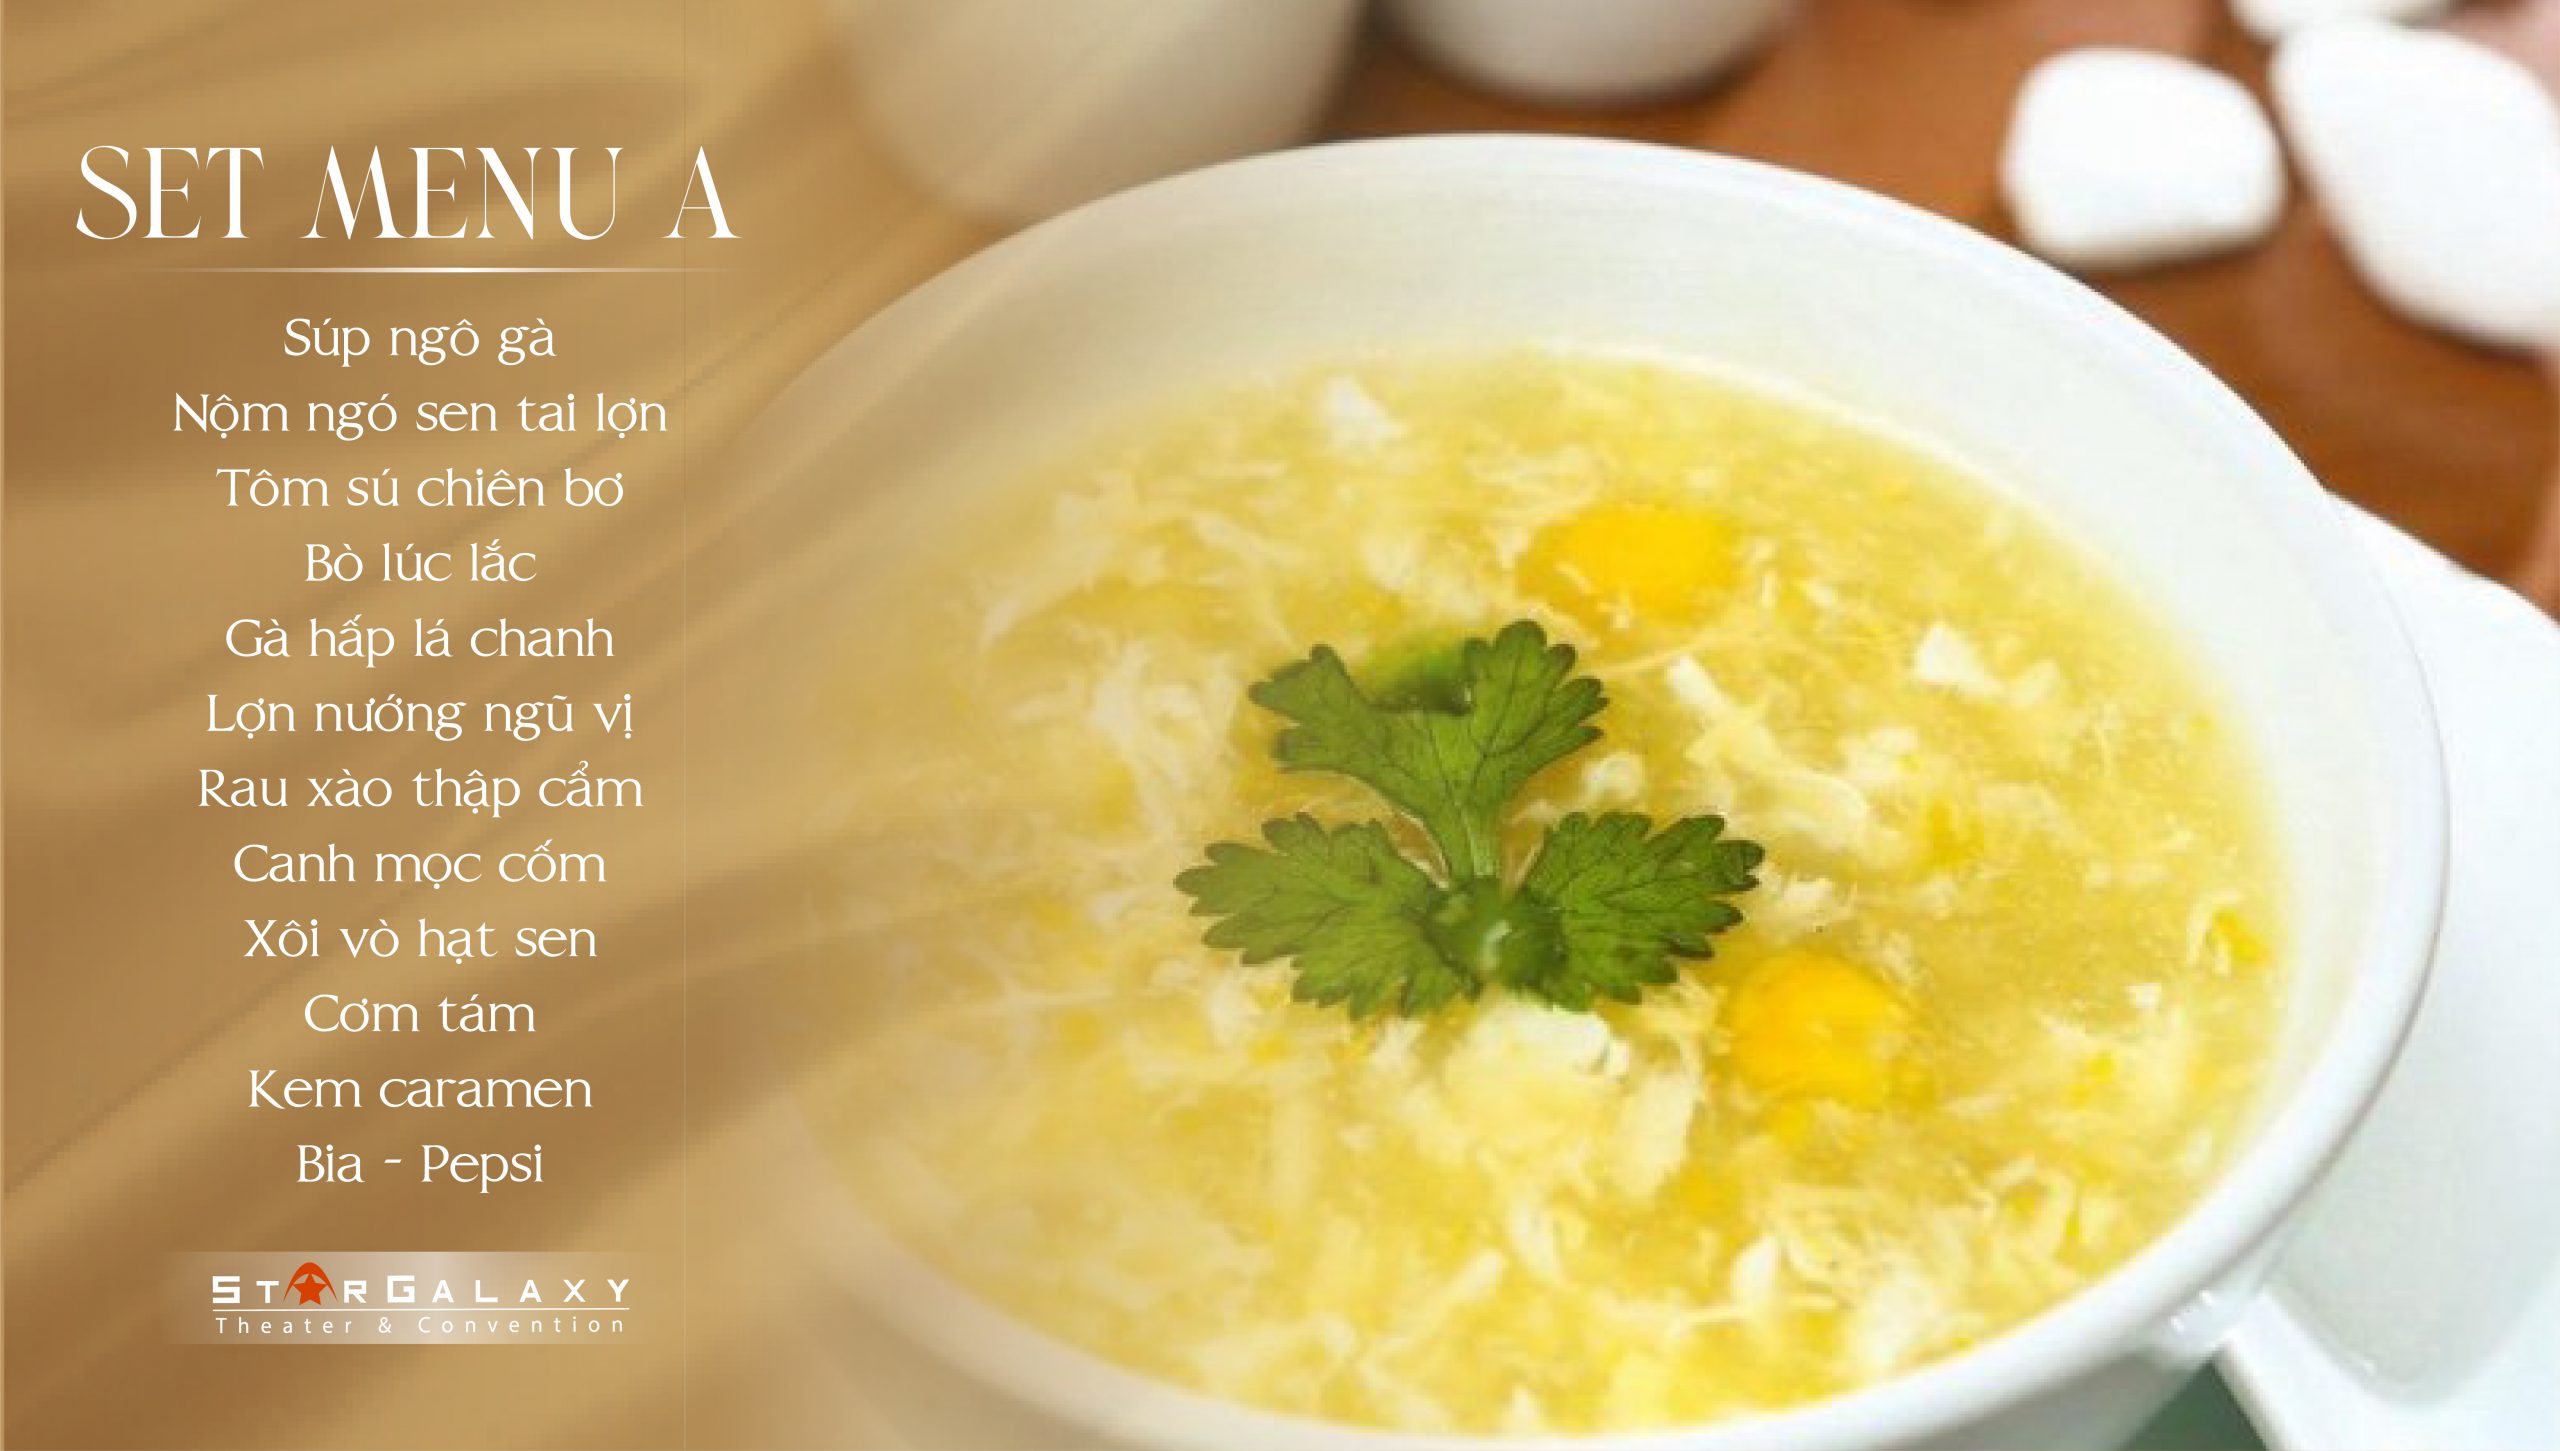 SET MENU A
Súp ngô gà
Nộm ngó sen tai lợn
Tôm sú chiên bơ
Bò lúc lắc
Gà hấp lá chanh
Lợn nướng ngũ vị
Rau xào thập cẩm
Canh mọc cốm
Xôi vò hạt sen
Cơm tám
Kem caramen
Bia - Pepsi
STARGALAXY
Theater & Convention